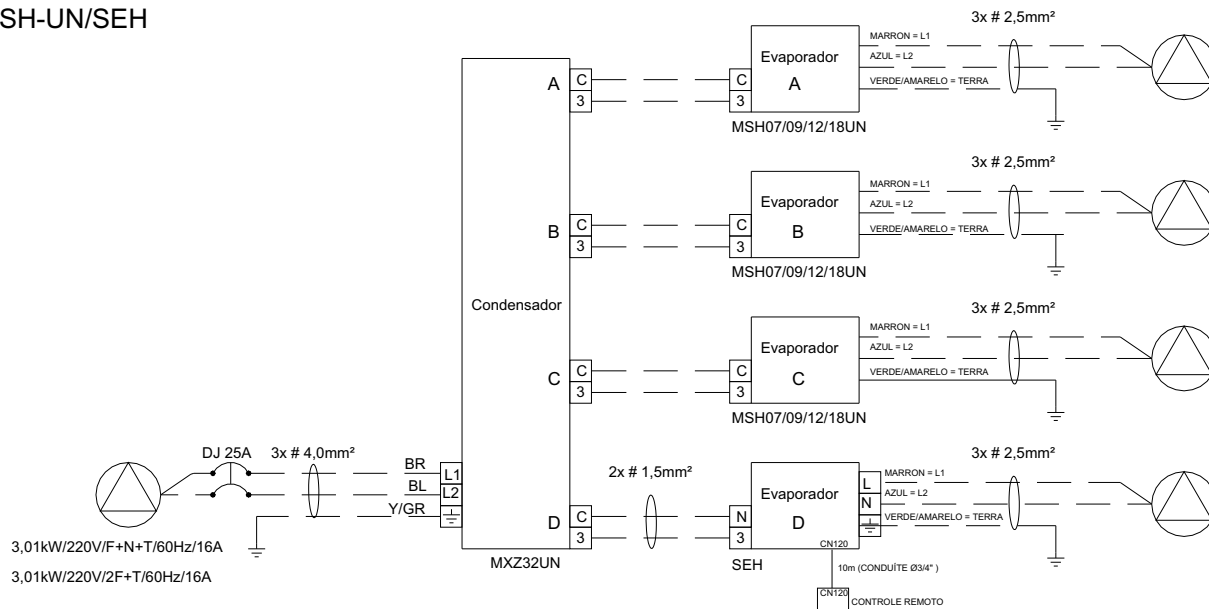 SH-UN/SEH
3x # 2,5mm²
MARRON = L1
AZUL = L2
VERDE/AMARELO = TERRA
Evaporador
A
A
C
3
C
3
MSH07/09/12/18UN
3x # 2,5mm²
MARRON = L1
AZUL = L2
VERDE/AMARELO = TERRA
Evaporador
B
B
C
3
C
3
MSH07/09/12/18UN
Condensador
3x # 2,5mm²
MARRON = L1
AZUL = L2
VERDE/AMARELO = TERRA
Evaporador
C
C
C
3
C
3
MSH07/09/12/18UN
DJ 25A
3x # 4,0mm²
BR
BL
Y/GR
L1
L2
2x # 1,5mm²
3x # 2,5mm²
MARRON = L1
AZUL = L2
VERDE/AMARELO = TERRA
L
N
Evaporador
D
D
C
3
N
3
CN120
MXZ32UN
SEH
3,01kW/220V/F+N+T/60Hz/16A
3,01kW/220V/2F+T/60Hz/16A
10m (CONDUÍTE Ø3/4" )
CN120
CONTROLE REMOTO